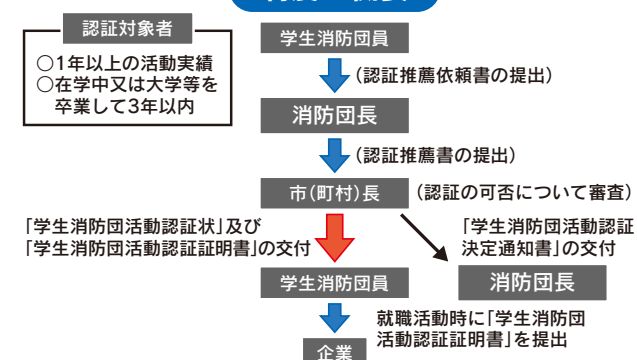 認証対象者
○1年以上の活動実績
○在学中又は大学等を
卒業して3年以内
学生消防団員
(認証推薦依頼書の提出)
消防団長
(認証推薦書の提出)
市(町村)長
(認証の可否について審査)
「学生消防団活動認証状」及び
「学生消防団活動認証証明書」の交付
「学生消防団活動認証
決定通知書」の交付
学生消防団員
消防団長
就職活動時に「学生消防団
活動認証証明書」を提出
企業